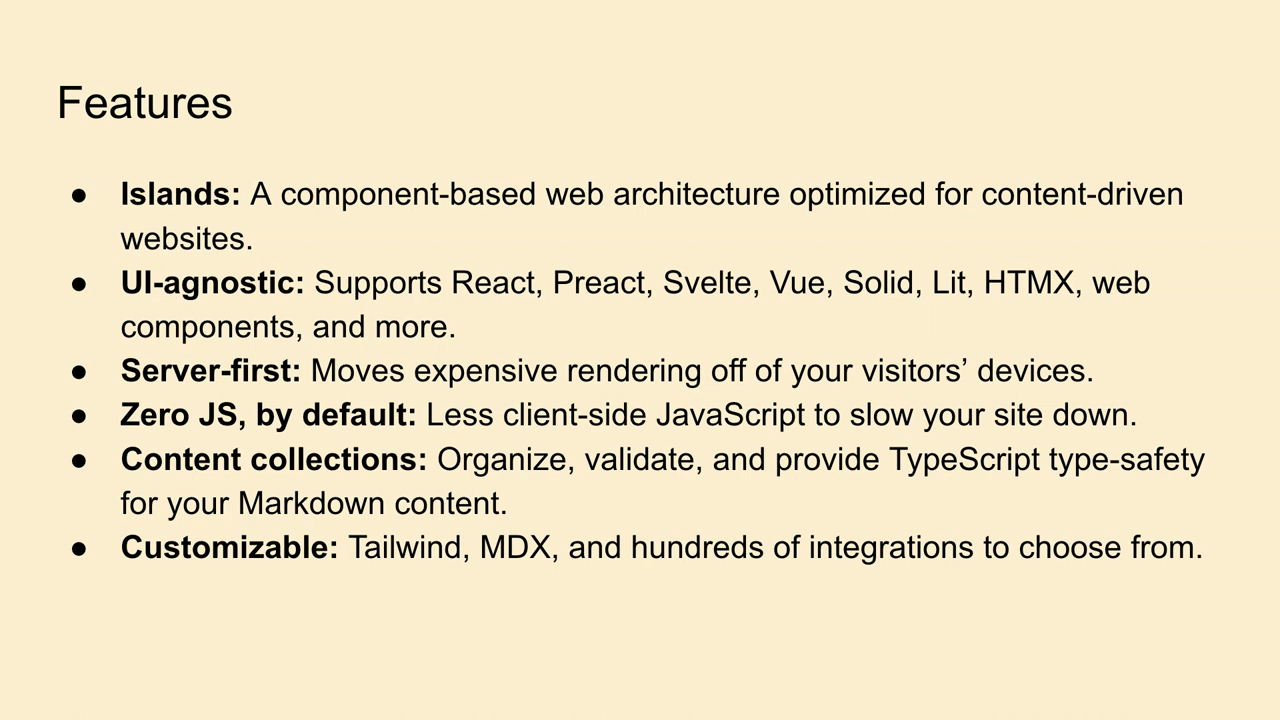 Features
● Islands: A component-based web architecture optimized for content-driven
websites.
● UI-agnostic: Supports React, Preact, Svelte, Vue, Solid, Lit, HTMX, web
components, and more.
● Server-first: Moves expensive rendering off of your visitors’ devices.
● Zero JS, by default: Less client-side JavaScript to slow your site down.
● Content collections: Organize, validate, and provide TypeScript type-safety
for your Markdown content.
● Customizable: Tailwind, MDX, and hundreds of integrations to choose from.